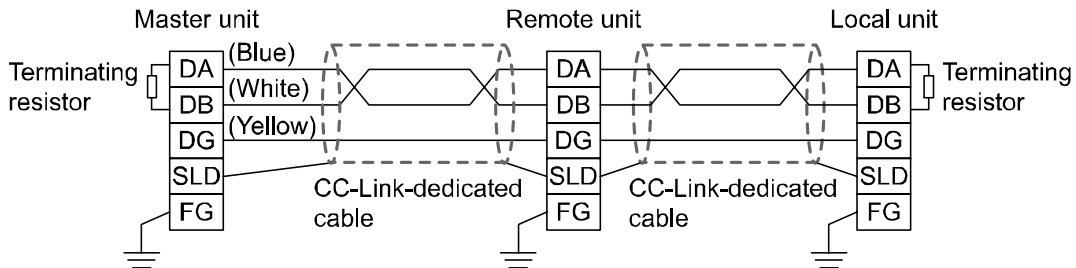 Master unit
Remote unit
Local unit
Terminating
resistor
DA
DB
DG
SLD
FG
(Blue)
(White)
(Yellow)
CC-Link-dedicated
cable
DA
DB
DG
SLD
FG
CC-Link-dedicated
cable
DA
DB
DG
SLD
FG
Terminating
resistor